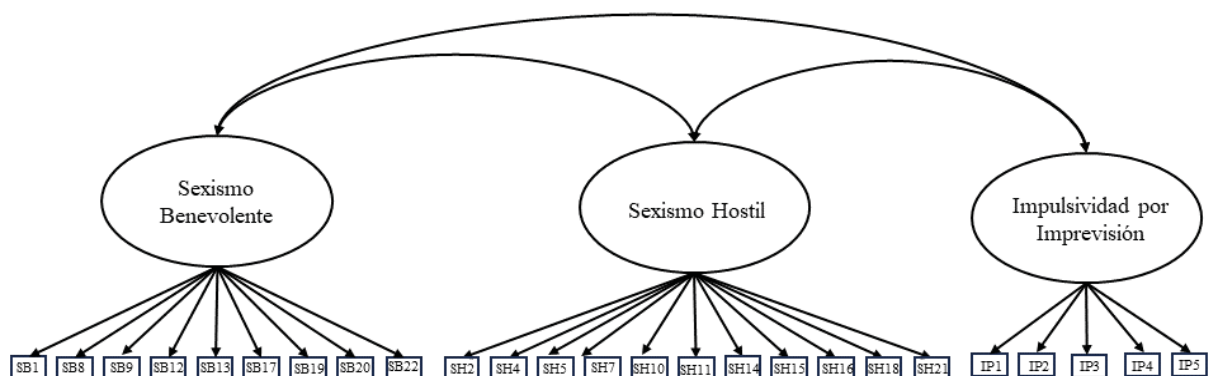 Sexismo
Benevolente
Sexismo Hostil
Impulsividad por
Imprevisión
SB1 SB8 SB9 SB12 SB13 SB17 SB19 SB20 SB22 SH2 SH4 SH5 SH7 SH10 SH11 SH14 SH15 SH16 SH18 SH21 IP1 IP2 IP3 IP4 IP5